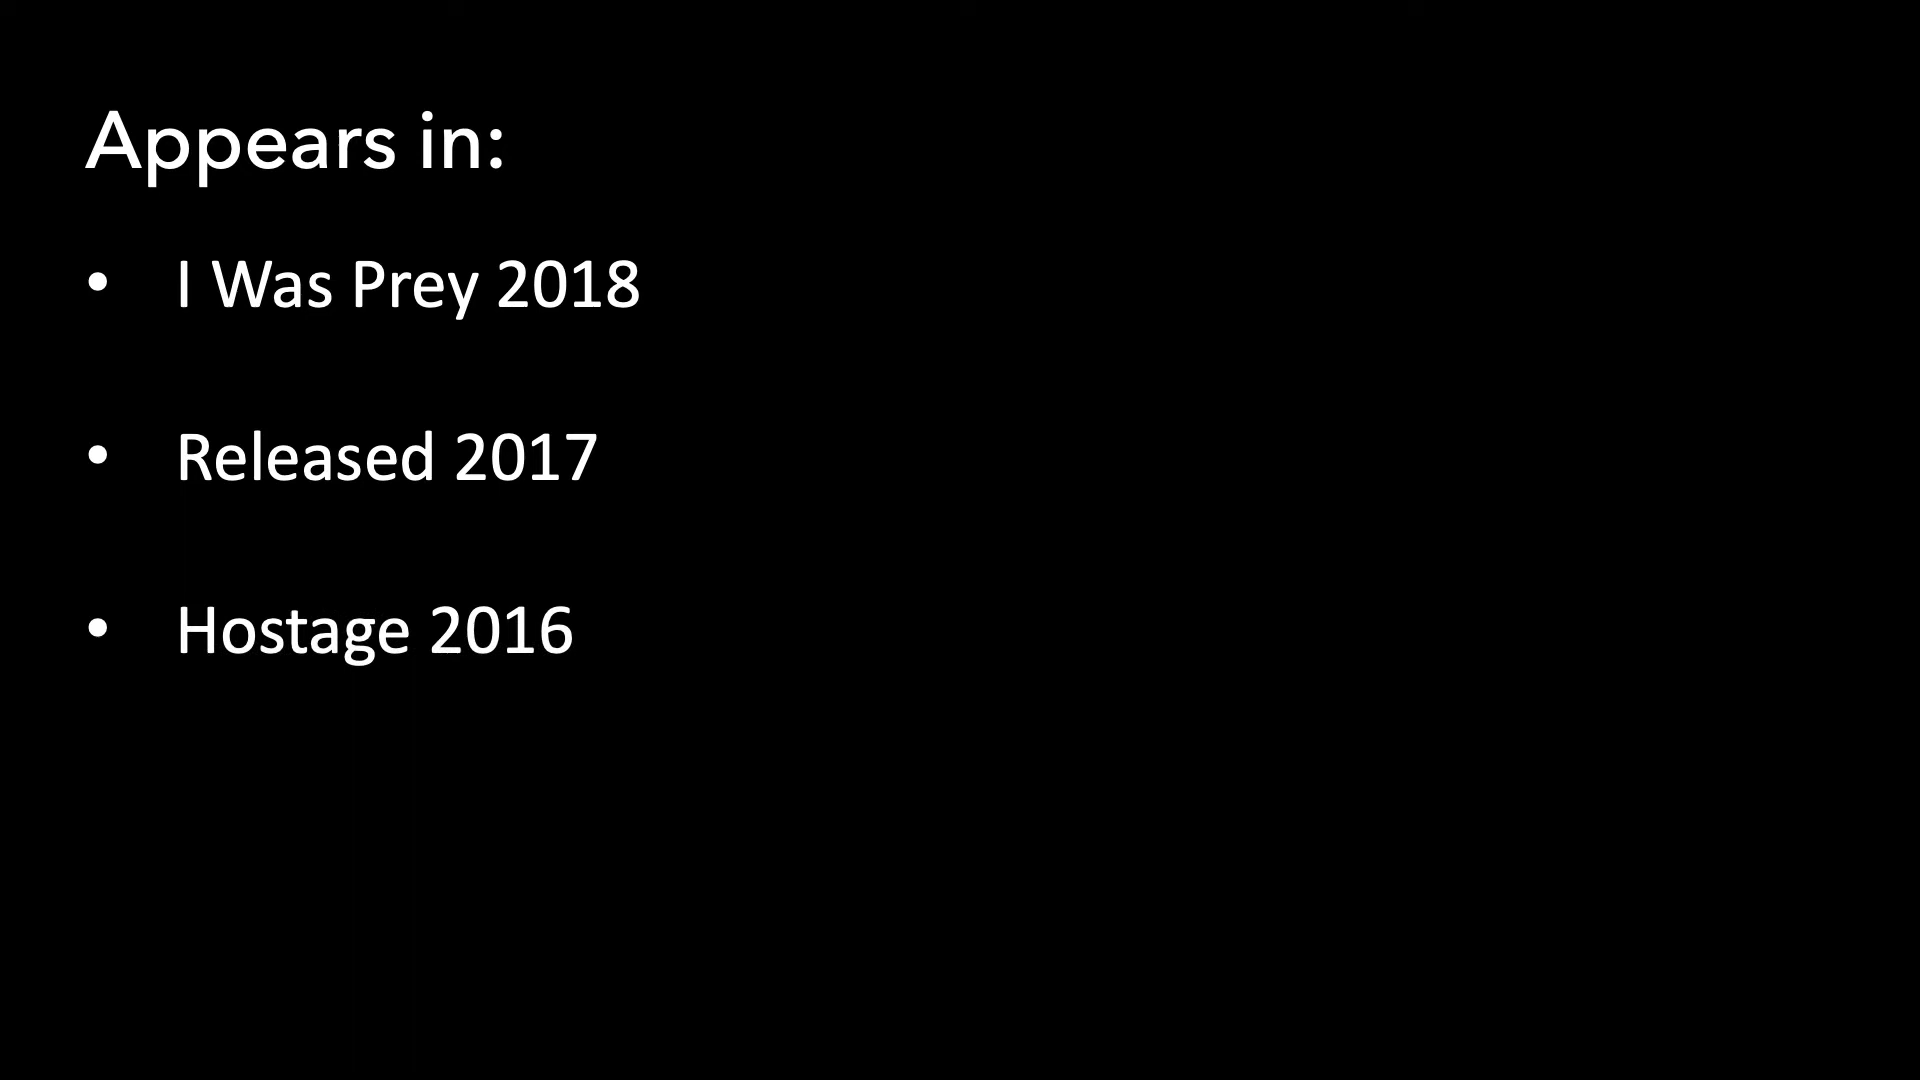 Appears in:
• I Was Prey 2018
• Released 2017
• Hostage 2016